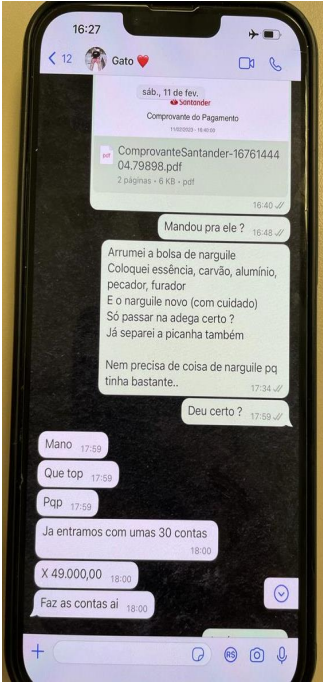 16:27
12
Gato
sáb., 11 de fev.
Santander
Comprovante do Pagamento
pdf
ComprovanteSantander-16761444
04.79898.pdf
2 páginas • 6 KB • pdf
16:40
Mandou pra ele ? 16:48
Arrumei a bolsa de narguile
Coloquei essência, carvão, alumínio,
pecador, furador
E o narguile novo (com cuidado)
Só passar na adega certo ?
Já separei a picanha também
Nem precisa de coisa de narguile pq
tinha bastante..
17:34
Deu certo ? 17:59
Mano 17:59
Que top 17:59
Pqp 17:59
Ja entramos com umas 30 contas
18:00
X 49.000,00 18:00
Faz as contas ai 18:00
R$